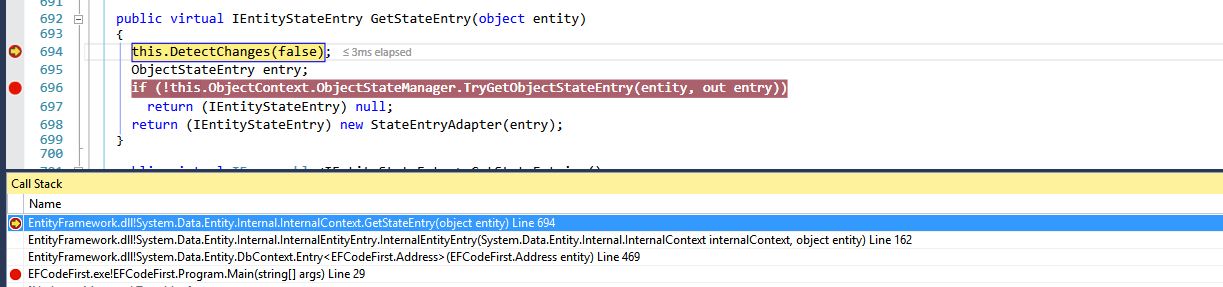 691
692 public virtual IEntityStateEntry GetStateEntry(object entity)
693 {
694 this.DetectChanges(false); ≤ 3ms elapsed
695 ObjectStateEntry entry;
696 if (!this.ObjectContext.ObjectStateManager.TryGetObjectStateEntry(entity, out entry))
697 return (IEntityStateEntry) null;
698 return (IEntityStateEntry) new StateEntryAdapter(entry);
699 }
700
Call Stack
Name
EntityFramework.dll!System.Data.Entity.Internal.InternalContext.GetStateEntry(object entity) Line 694
EntityFramework.dll!System.Data.Entity.Internal.InternalEntityEntry.InternalEntityEntry(System.Data.Entity.Internal.InternalContext internalContext, object entity) Line 162
EntityFramework.dll!System.Data.Entity.DbContext.Entry<EFCodeFirst.Address>(EFCodeFirst.Address entity) Line 469
EFCodeFirst.exe!EFCodeFirst.Program.Main(string[] args) Line 29